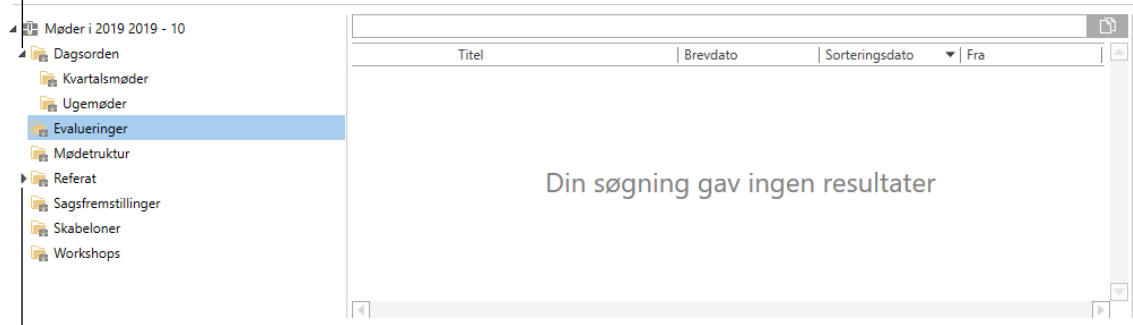 Møder i 2019 2019 - 10
Dagsorden
Kvartalsmøder
Ugemøder
Evalueringer
Mødetruktur
Referat
Sagsfremstillinger
Skabeloner
Workshops
Titel Brevdato Sorteringsdato Fra
Din søgning gav ingen resultater